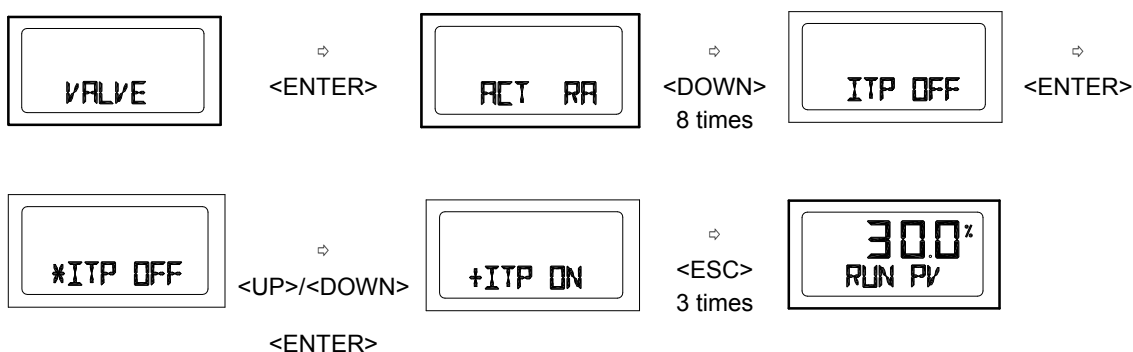 VALVE
⇨
<ENTER>
ACT RA
⇨
<DOWN>
8 times
ITP OFF
⇨
<ENTER>
*ITP OFF
⇨
<UP>/<DOWN>
<ENTER>
+ITP ON
⇨
<ESC>
3 times
30.0%
RUN PV